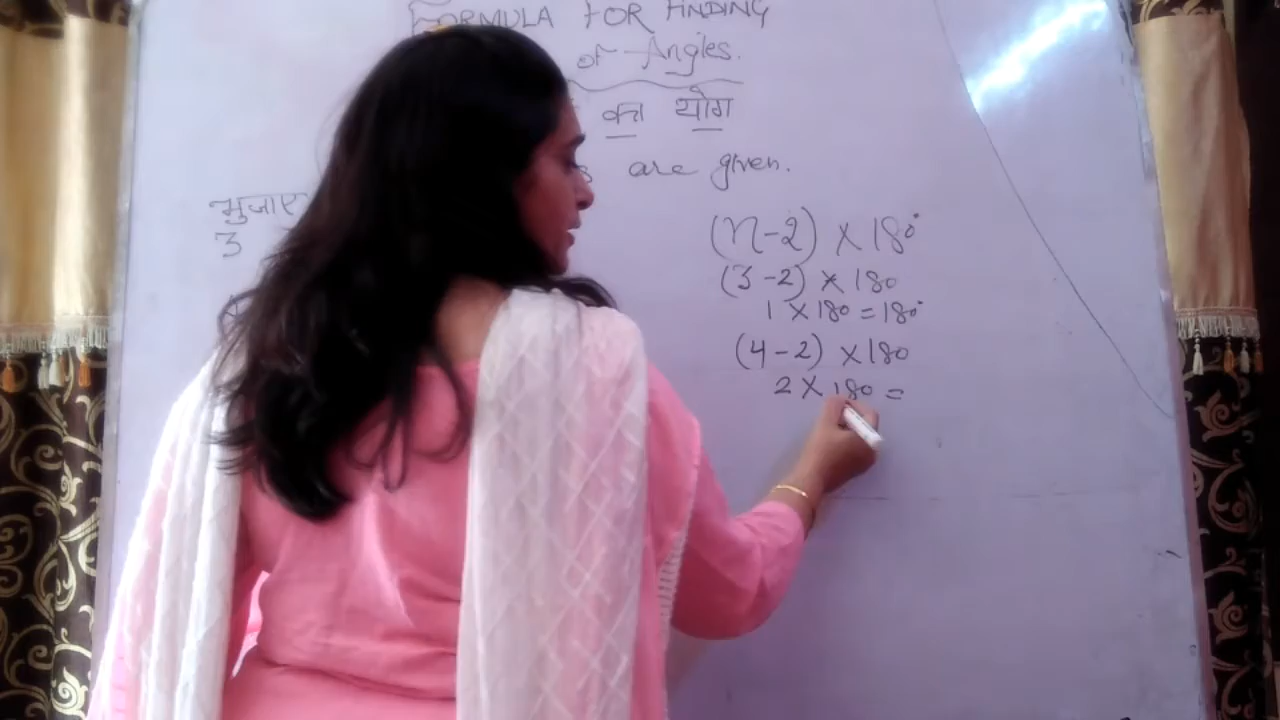 FORMULA FOR FINDING
of Angles.
का योग
are given.
भुजाए
3
(n-2) × 180°
(3-2) × 180
1 × 180 = 180°
(4-2) × 180
2 × 180 =